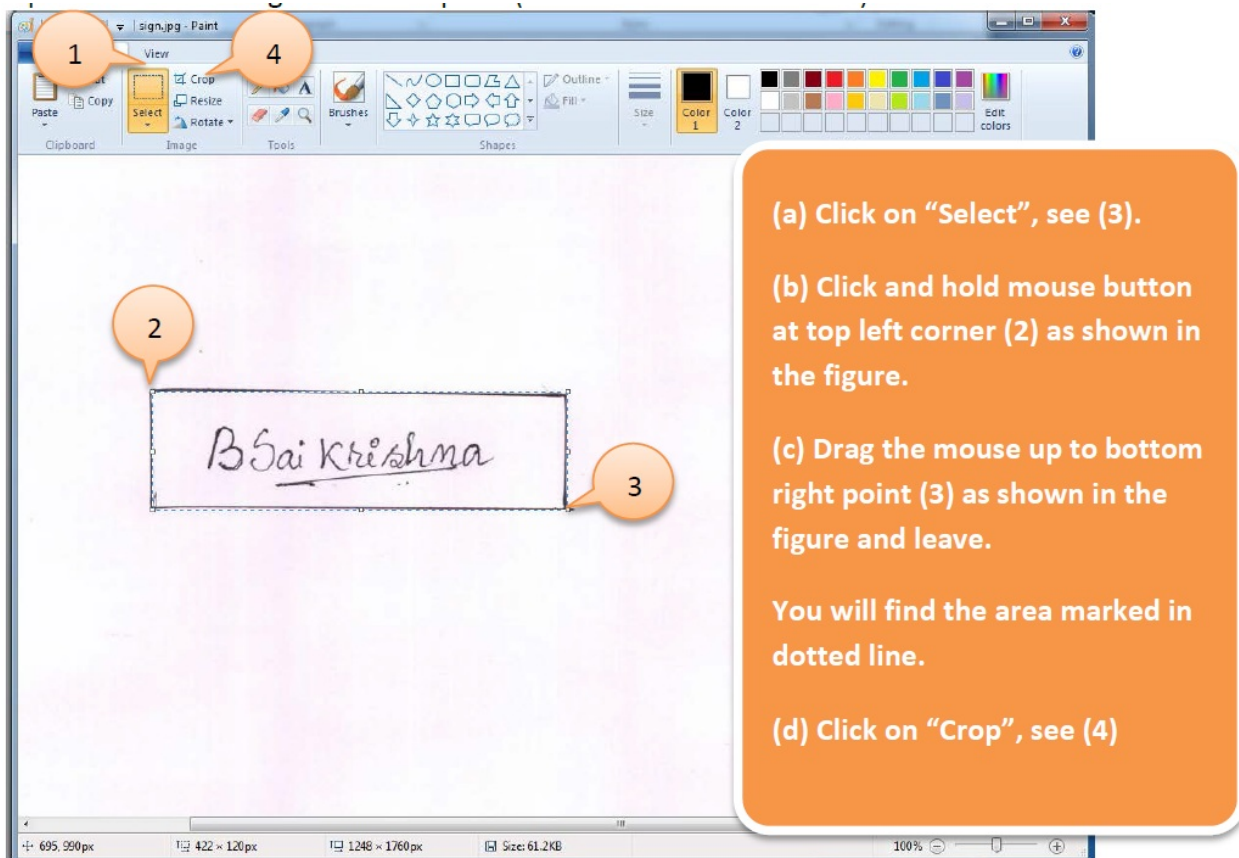 sign.jpg - Paint
1
View
4
Crop
Paste
Copy
Select
Resize
Rotate
A
Brushes
Outline
Fill
Size
Color 1
Color 2
Edit colors
Clipboard
Image
Tools
Shapes
(a) Click on “Select”, see (3).
(b) Click and hold mouse button
at top left corner (2) as shown in
the figure.
(c) Drag the mouse up to bottom
right point (3) as shown in the
figure and leave.
You will find the area marked in
dotted line.
(d) Click on “Crop”, see (4)
2
B Sai Krishna
3
695, 990px
422 × 120px
1248 × 1760px
Size: 61.2KB
100%